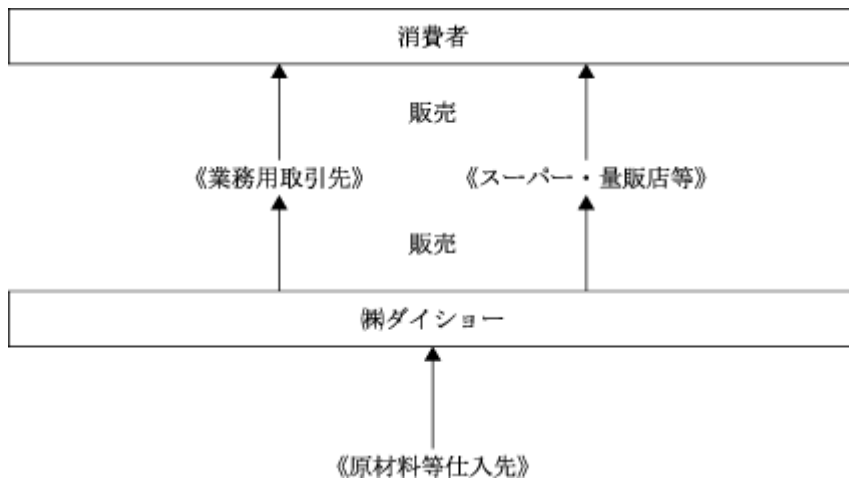 消費者
販売
《業務用取引先》
《スーパー・量販店等》
販売
㈱ダイショー
《原材料等仕入先》